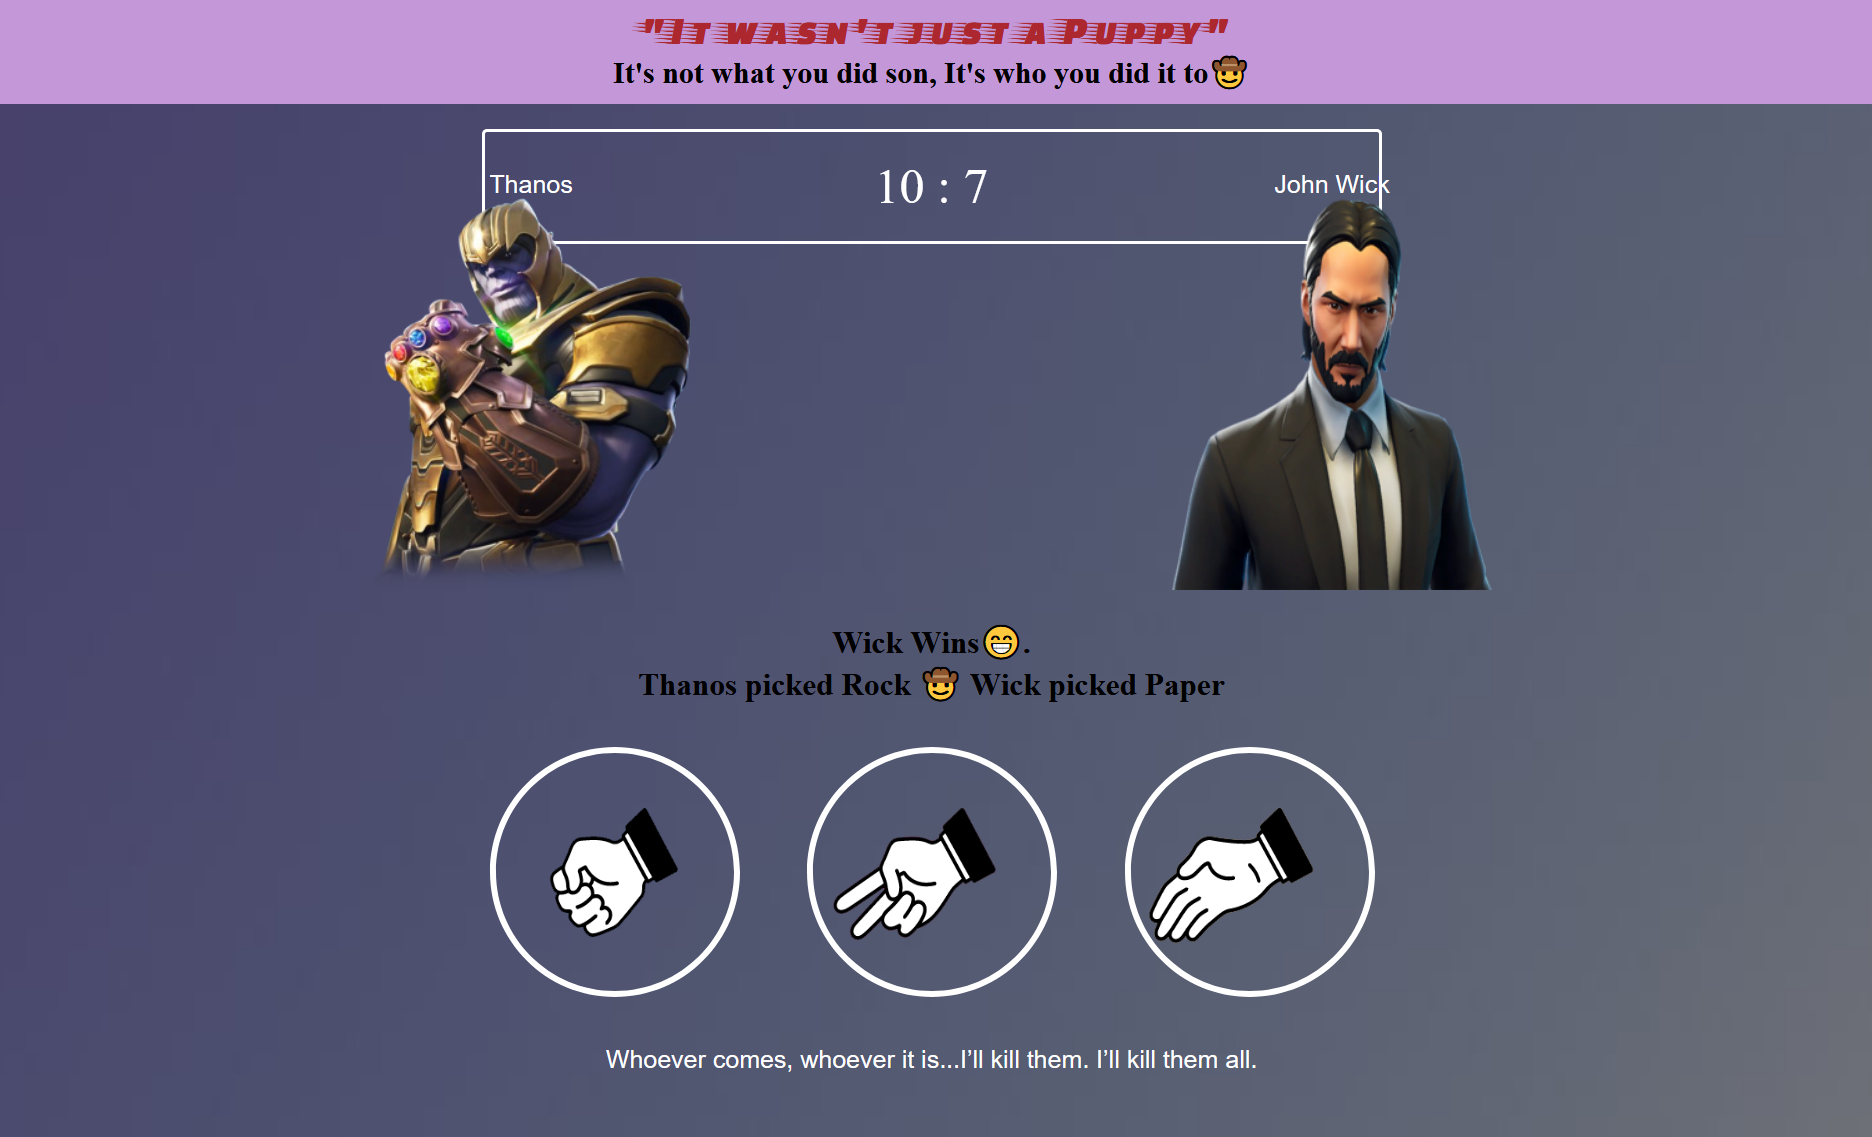 "It wasn't just a Puppy"
It's not what you did son, It's who you did it to🤠
Thanos
10 : 7
John Wick
Wick Wins😁.
Thanos picked Rock 🤠 Wick picked Paper
Whoever comes, whoever it is...I’ll kill them. I’ll kill them all.